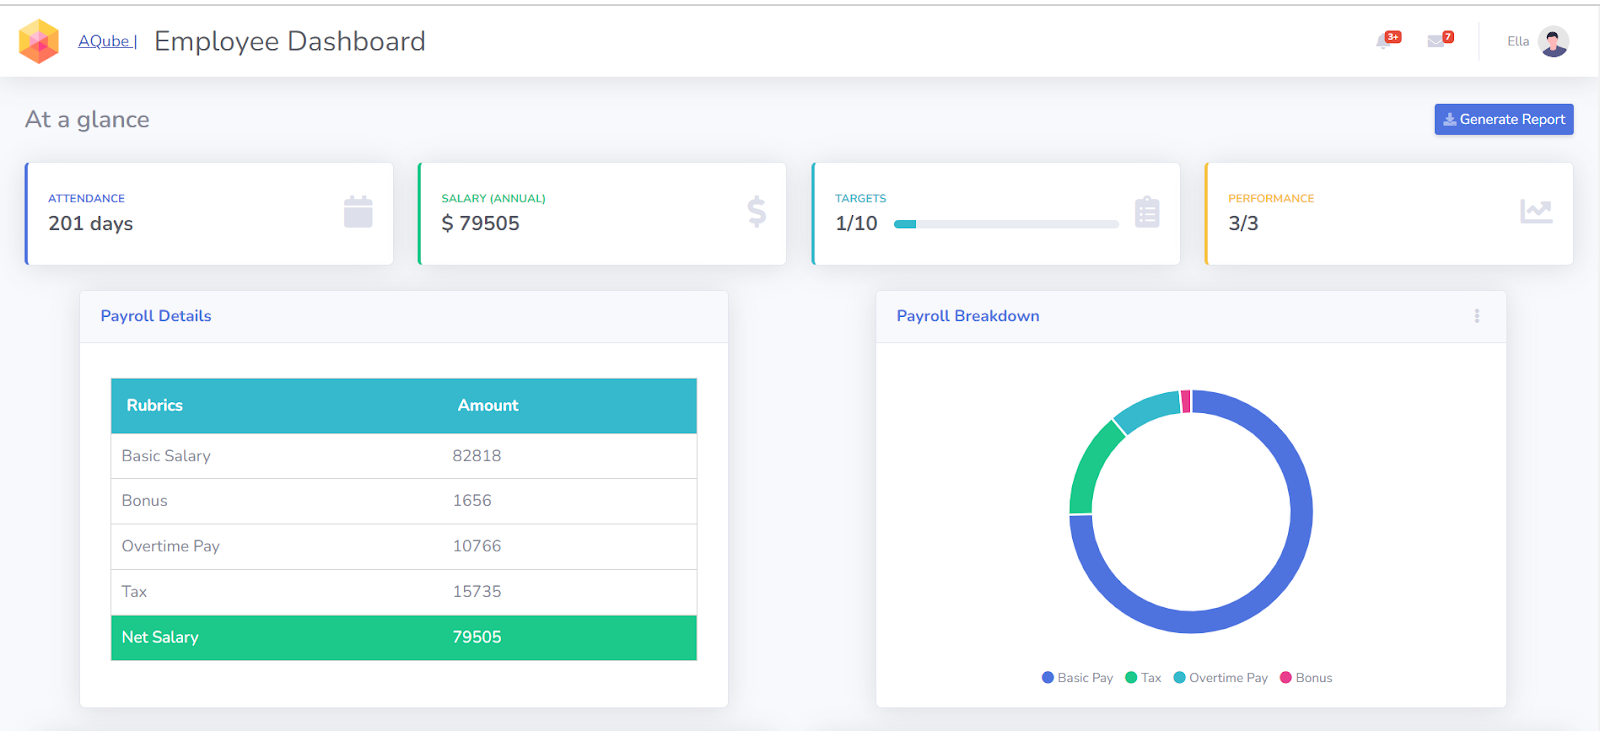 AQube | Employee Dashboard
3+
7
Ella
At a glance
Generate Report
ATTENDANCE
201 days
SALARY (ANNUAL)
$ 79505
TARGETS
1/10
PERFORMANCE
3/3
Payroll Details
Rubrics Amount
Basic Salary 82818
Bonus 1656
Overtime Pay 10766
Tax 15735
Net Salary 79505
Payroll Breakdown
Basic Pay Tax Overtime Pay Bonus